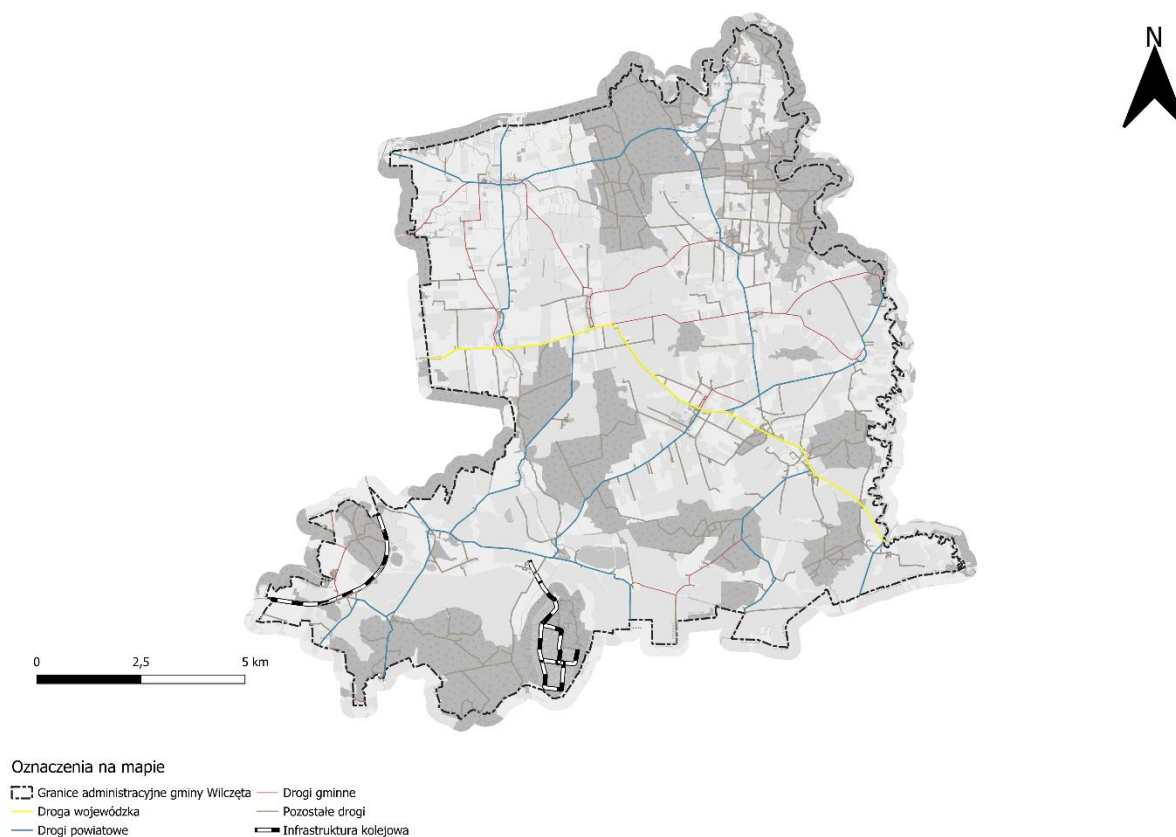 N
0 2,5 5 km
Oznaczenia na mapie
Granice administracyjne gminy Wilczęta
Droga wojewódzka
Drogi powiatowe
Drogi gminne
Pozostałe drogi
Infrastruktura kolejowa